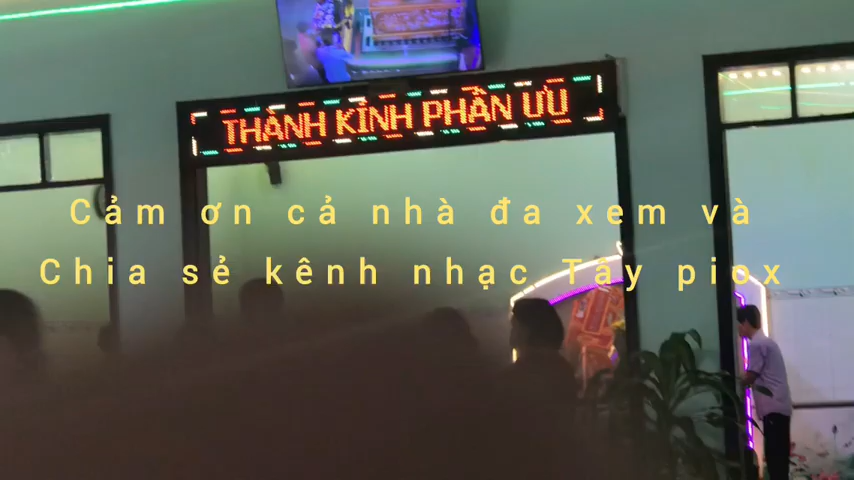 THÀNH KÍNH PHÂN ƯU
Cảm ơn cả nhà đa xem và
Chia sẻ kênh nhạc Tây piox